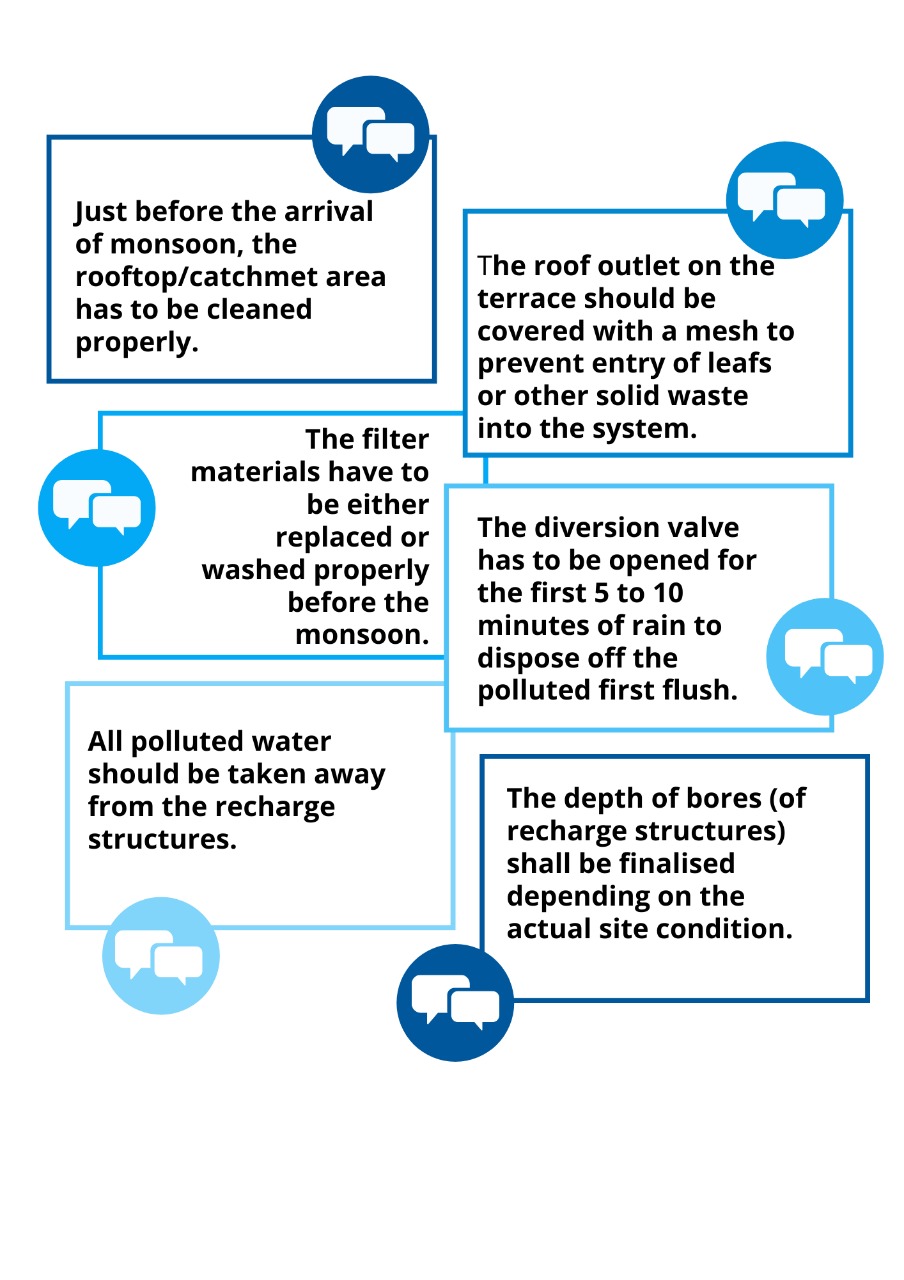 Just before the arrival
of monsoon, the
rooftop/catchmet area
has to be cleaned
properly.
The roof outlet on the
terrace should be
covered with a mesh to
prevent entry of leafs
or other solid waste
into the system.
The filter
materials have to
be either
replaced or
washed properly
before the
monsoon.
The diversion valve
has to be opened for
the first 5 to 10
minutes of rain to
dispose off the
polluted first flush.
All polluted water
should be taken away
from the recharge
structures.
The depth of bores (of
recharge structures)
shall be finalised
depending on the
actual site condition.